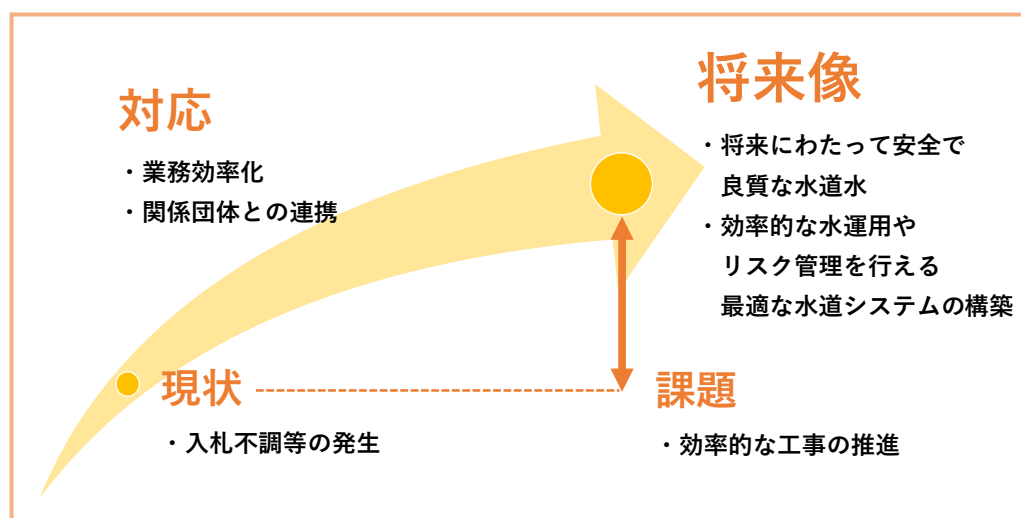 対応
・業務効率化
・関係団体との連携
将来像
・将来にわたって安全で
良質な水道水
・効率的な水運用や
リスク管理を行える
最適な水道システムの構築
現状
・入札不調等の発生
課題
・効率的な工事の推進